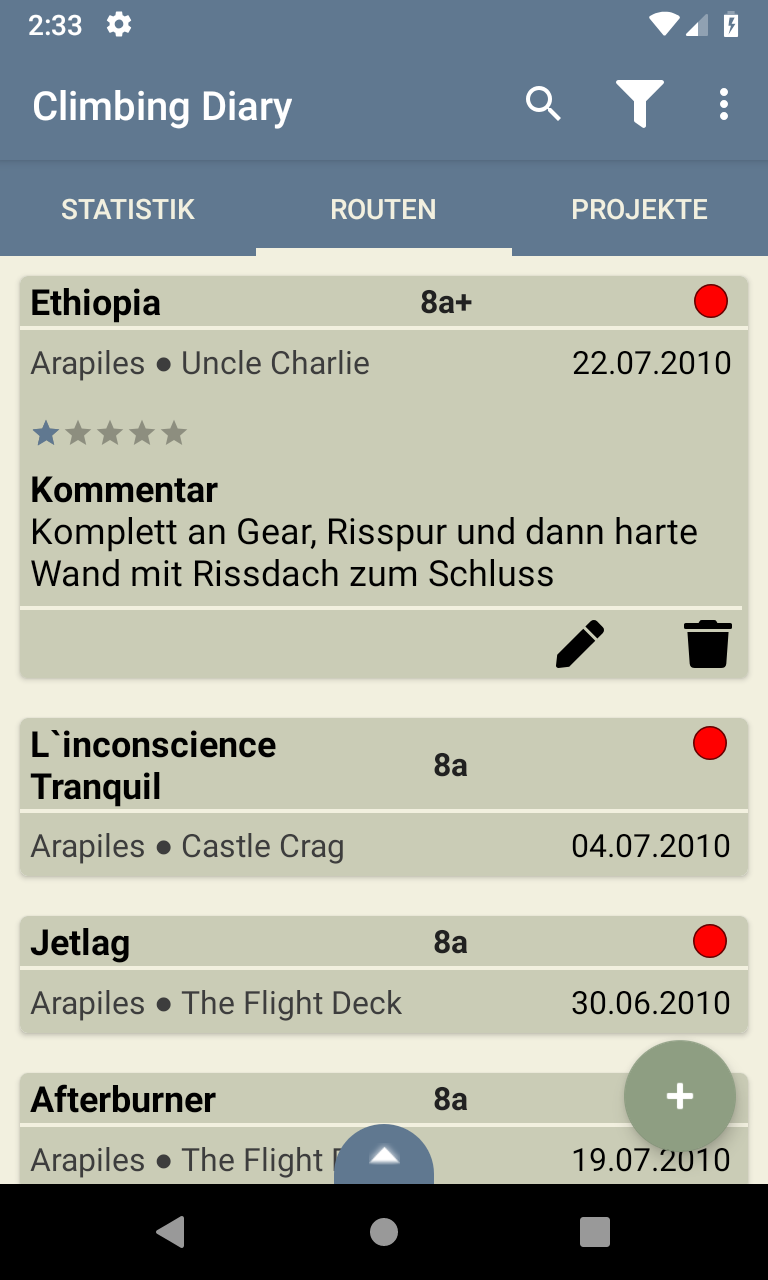 2:33
Climbing Diary
STATISTIK ROUTEN PROJEKTE
Ethiopia 8a+
Arapiles ● Uncle Charlie 22.07.2010
Kommentar
Komplett an Gear, Risspur und dann harte
Wand mit Rissdach zum Schluss
L`inconscience
Tranquil 8a
Arapiles ● Castle Crag 04.07.2010
Jetlag 8a
Arapiles ● The Flight Deck 30.06.2010
Afterburner 8a
Arapiles ● The Flight 19.07.2010